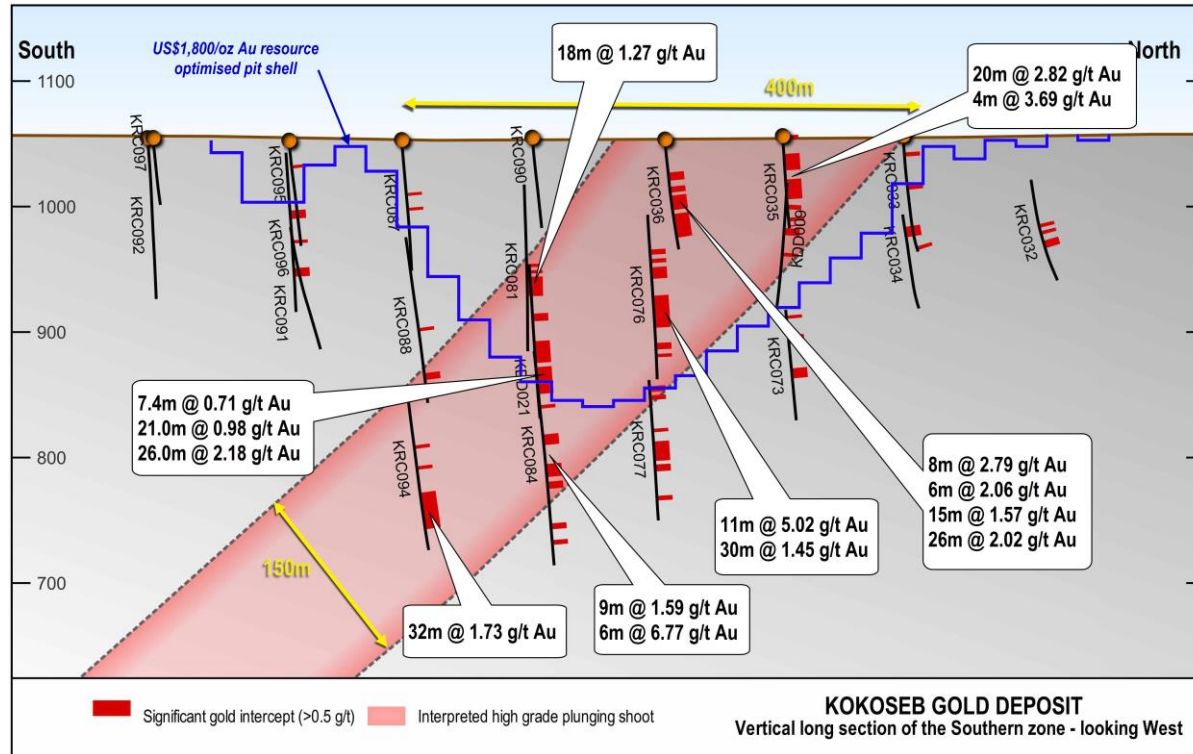 South
US$1,800/oz Au resource
optimised pit shell
18m @ 1.27 g/t Au
North
20m @ 2.82 g/t Au
4m @ 3.69 g/t Au
400m
1100
1000
900
800
700
KRC097
KRC092
KRC095
KRC096
KRC091
KRC087
KRC088
KRC094
KRC090
KRC081
KRC084
KRC036
KRC076
KRC077
KRC035
KDD009
KRC073
KRC033
KRC034
KRC032
7.4m @ 0.71 g/t Au
21.0m @ 0.98 g/t Au
26.0m @ 2.18 g/t Au
8m @ 2.79 g/t Au
6m @ 2.06 g/t Au
15m @ 1.57 g/t Au
26m @ 2.02 g/t Au
11m @ 5.02 g/t Au
30m @ 1.45 g/t Au
9m @ 1.59 g/t Au
6m @ 6.77 g/t Au
32m @ 1.73 g/t Au
150m
Significant gold intercept (>0.5 g/t)
Interpreted high grade plunging shoot
KOKOSEB GOLD DEPOSIT
Vertical long section of the Southern zone - looking West